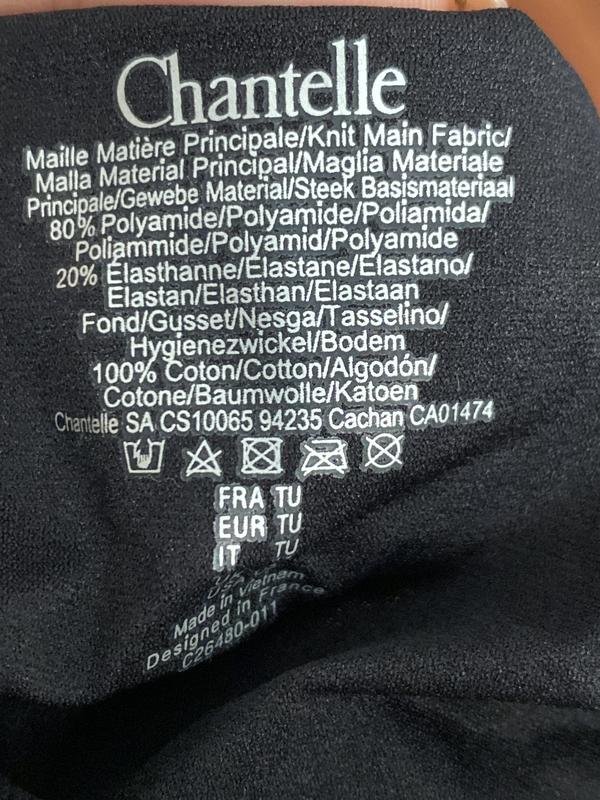 Chantelle
Maille Matière Principale/Knit Main Fabric/
Malla Material Principal/Maglia Materiale
Principale/Gewebe Material/Steek Basismateriaal
80% Polyamide/Polyamide/Poliamida/
Poliammide/Polyamid/Polyamide
20% Élasthanne/Elastane/Elastano/
Elastan/Elasthan/Elastaan
Fond/Gusset/Nesga/Tasselino/
Hygienezwickel/Bodem
100% Coton/Cotton/Algodón/
Cotone/Baumwolle/Katoen
Chantelle SA CS10065 94235 Cachan CA01474
FRA TU
EUR TU
IT TU
Made in Vietnam
Designed in France
C26480-011